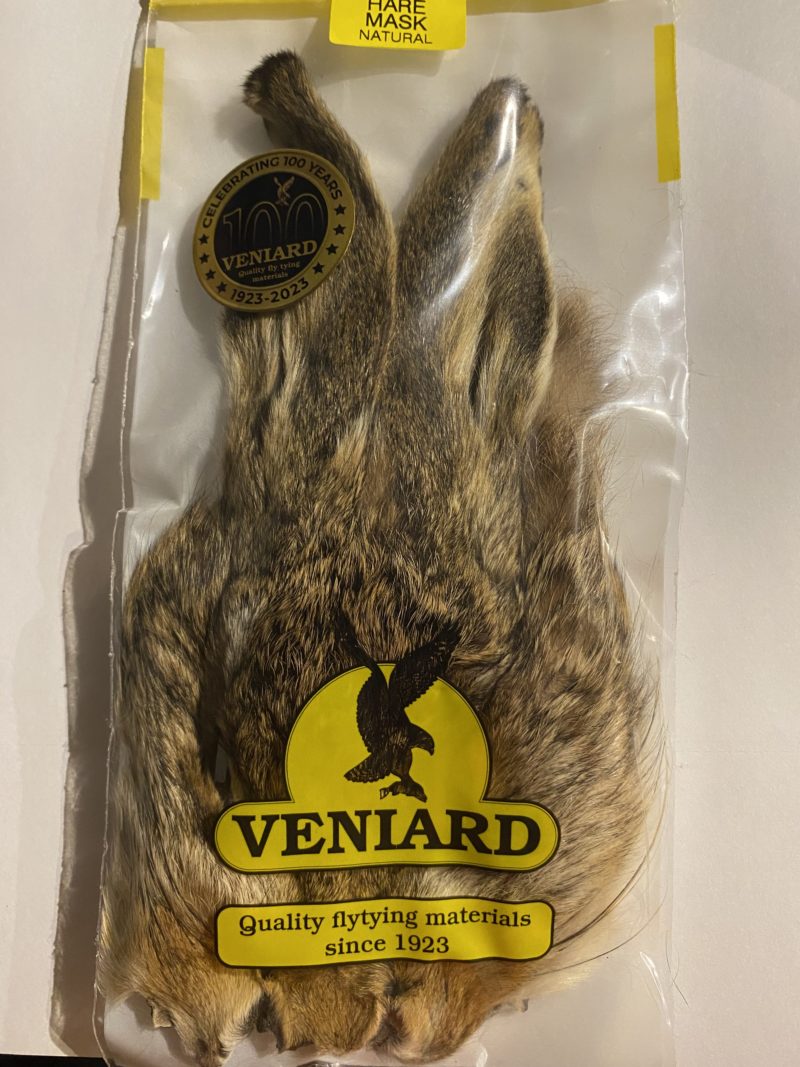 HARE
MASK
NATURAL
CELEBRATING 100 YEARS
100
VENIARD
Quality fly tying
materials
1923-2023
VENIARD
Quality flytying materials
since 1923